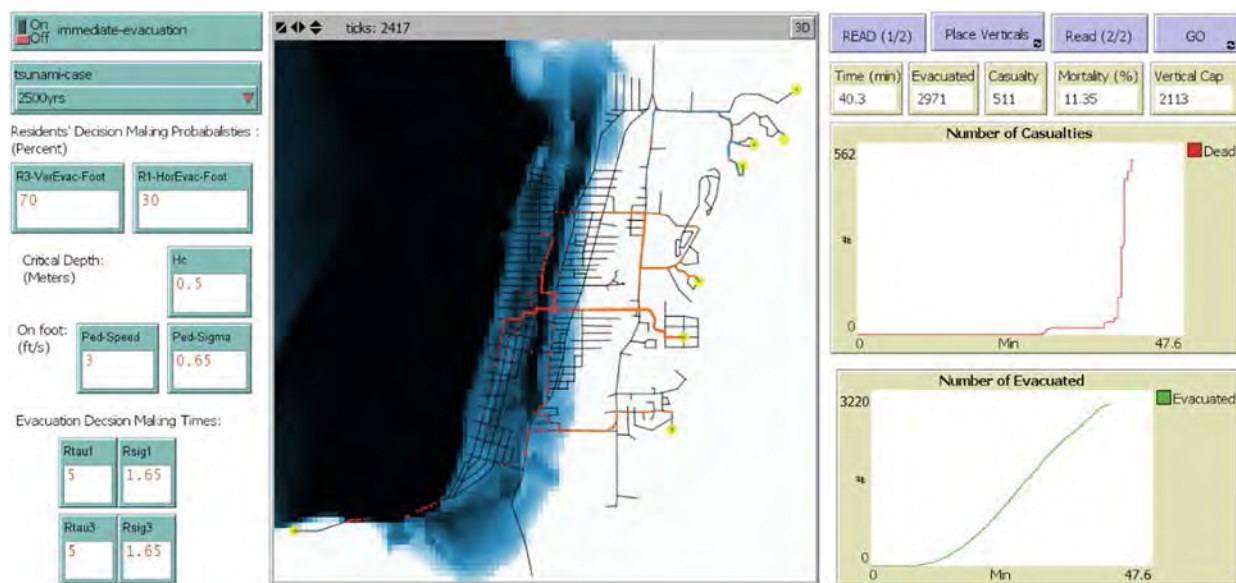 On
Off
immediate-evacuation
tsunami-case
2500yrs
Residents' Decision Making Probabalisties :
(Percent)
R3-VerEvac-Foot
70
R1-HorEvac-Foot
30
Critical Depth:
(Meters)
Hc
0.5
On foot:
(ft/s)
Ped-Speed
3
Ped-Sigma
0.65
Evacuation Decsion Making Times:
Rtau1
5
Rsig1
1.65
Rtau3
5
Rsig3
1.65
ticks: 2417
3D
READ (1/2)
Place Verticals
Read (2/2)
GO
Time (min)
40.3
Evacuated
2971
Casualty
511
Mortality (%)
11.35
Vertical Cap
2113
Number of Casualties
562
#
0
0
Min
47.6
Dead
Number of Evacuated
3220
#
0
0
Min
47.6
Evacuated